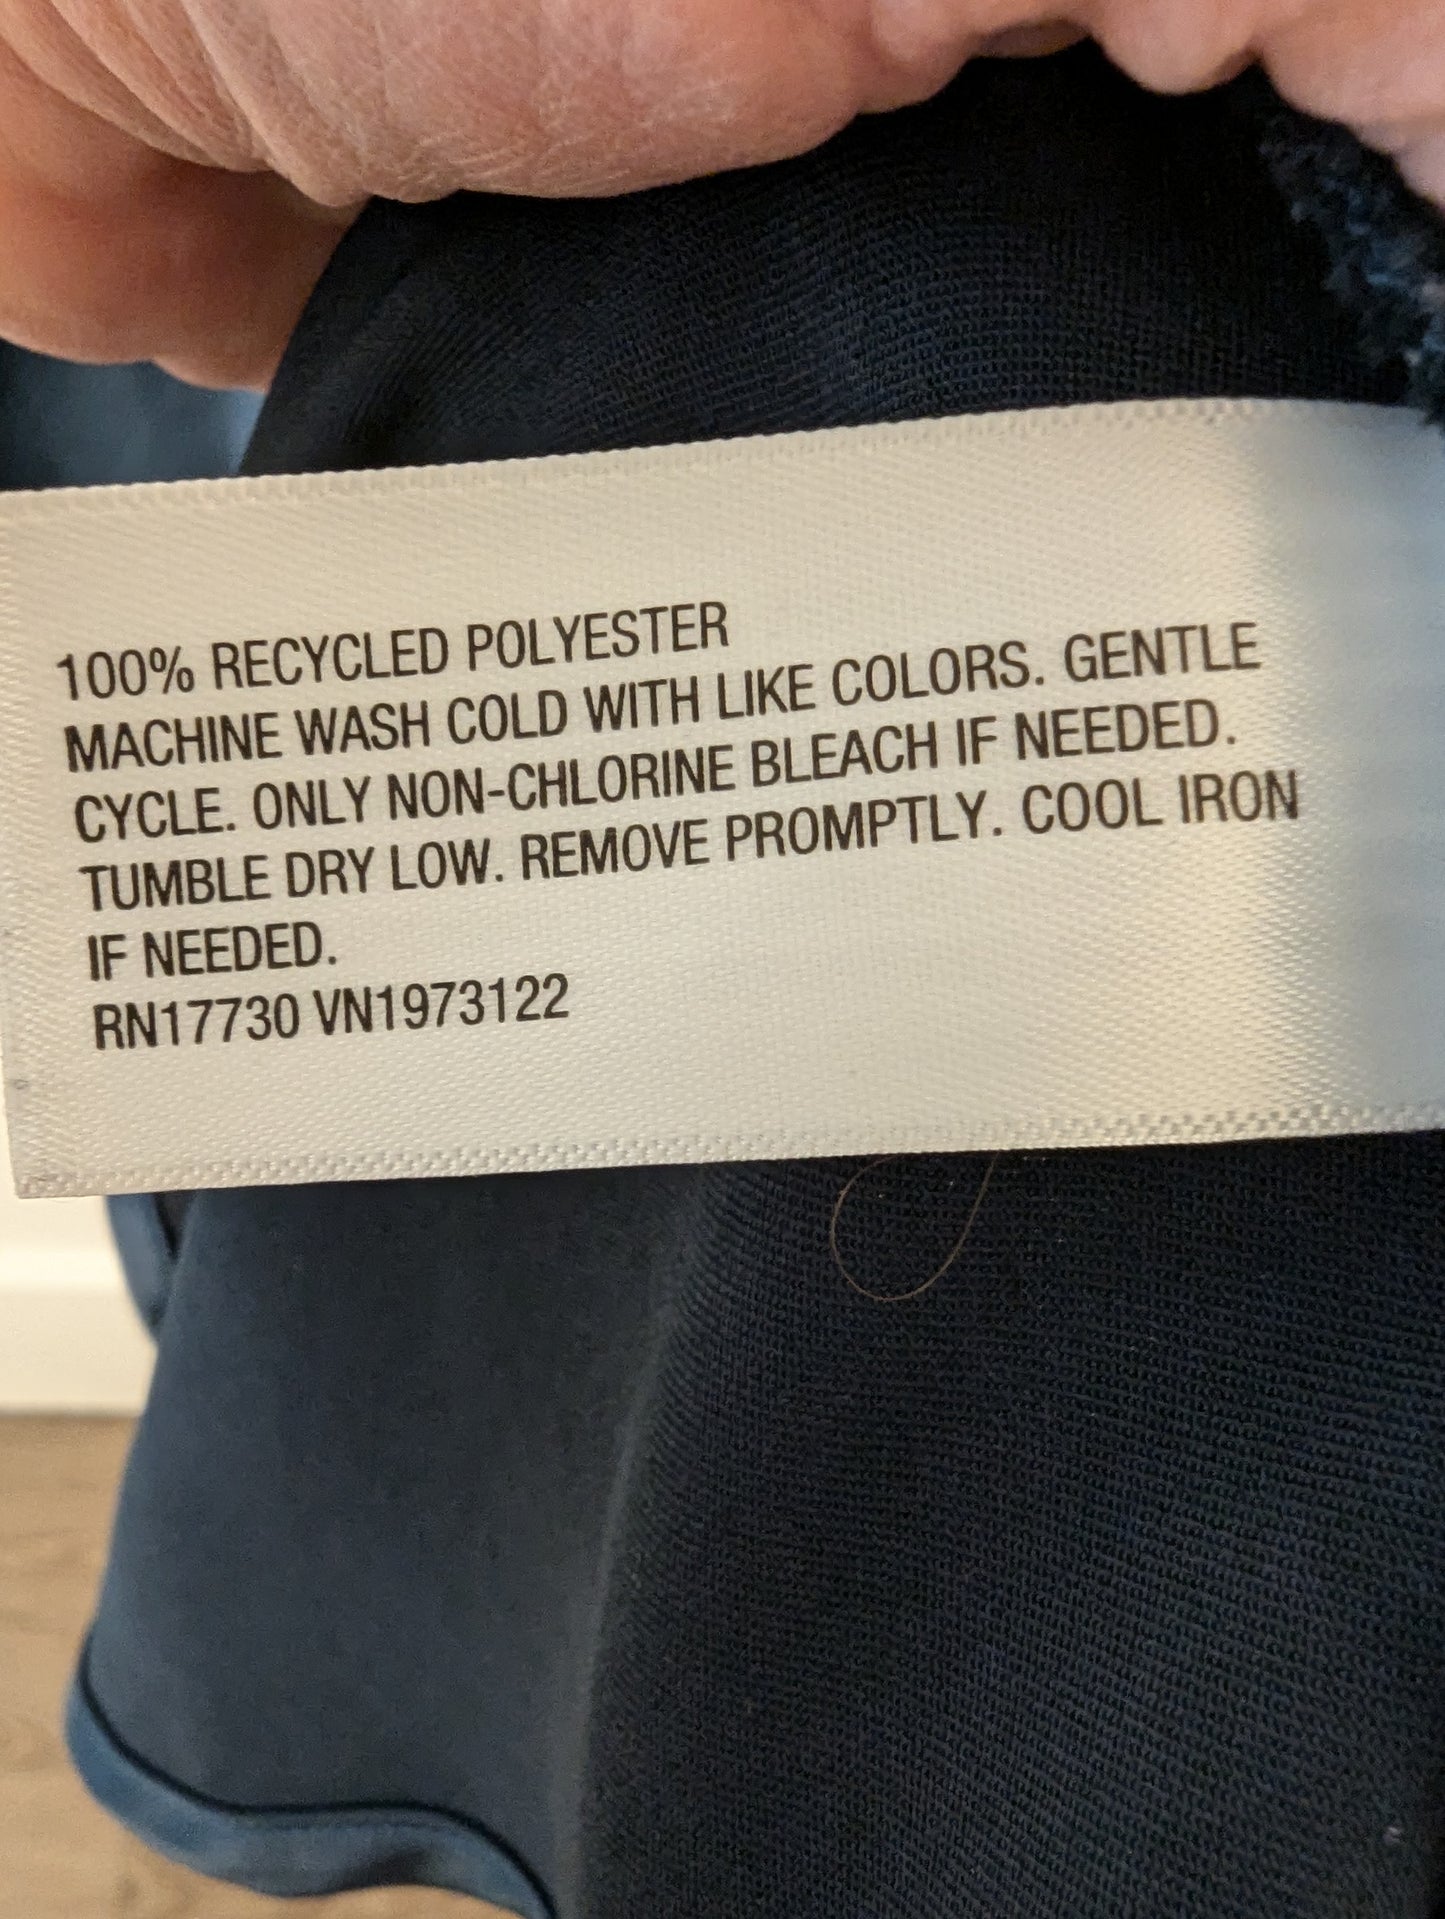 100% RECYCLED POLYESTER
MACHINE WASH COLD WITH LIKE COLORS. GENTLE
CYCLE. ONLY NON-CHLORINE BLEACH IF NEEDED.
TUMBLE DRY LOW. REMOVE PROMPTLY. COOL IRON
IF NEEDED.
RN17730 VN1973122